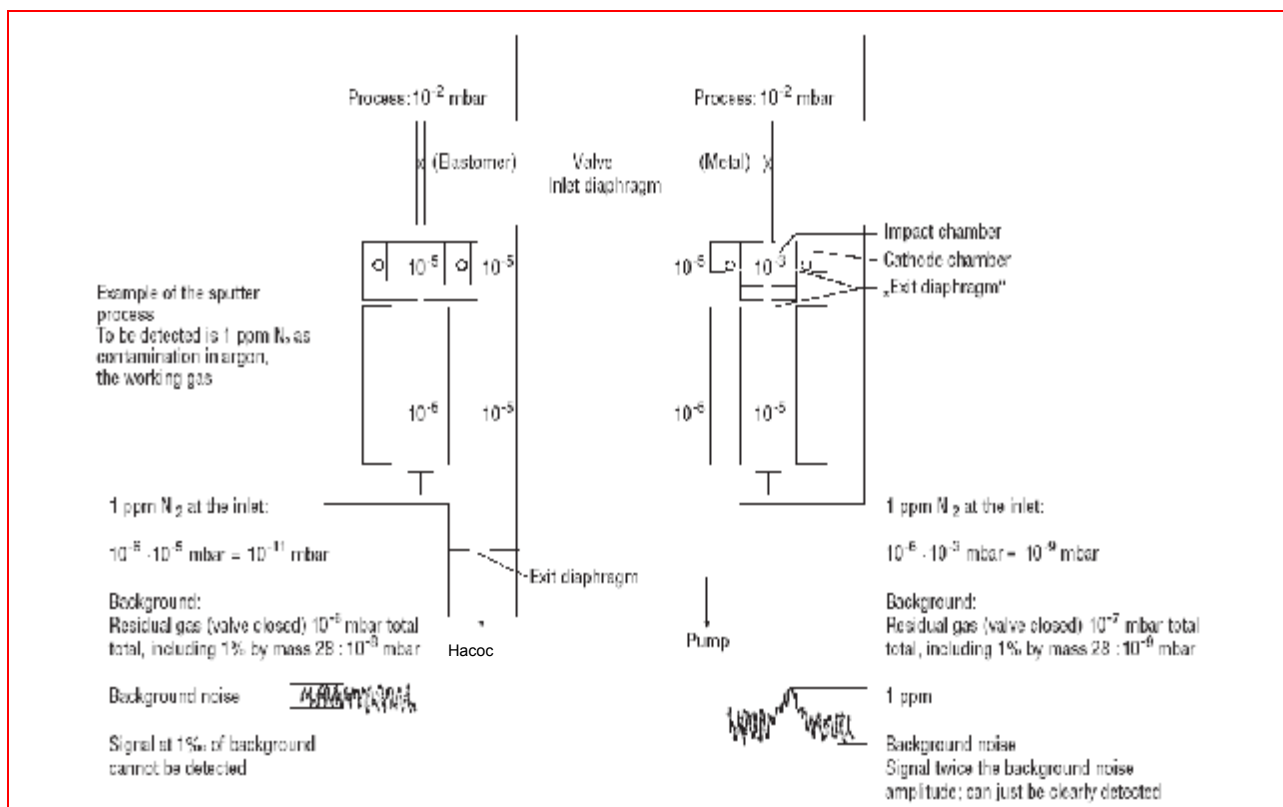 Process: 10⁻² mbar
Process: 10⁻² mbar
(Elastomer)
Valve
(Metal)
Inlet diaphragm
10⁻⁵
10⁻⁵
10⁻³
Impact chamber
Cathode chamber
„Exit diaphragm“
Example of the sputter
process
To be detected is 1 ppm N₂ as
contamination in argon,
the working gas
10⁻⁶
10⁻⁵
10⁻⁵
1 ppm N₂ at the inlet:
10⁻⁶ · 10⁻⁵ mbar = 10⁻¹¹ mbar
Exit diaphragm
Background:
Residual gas (valve closed) mbar total
total, including 1% by mass 28 : 10⁻⁸ mbar
Background noise
Signal at 1‰ of background
cannot be detected
Насос
Pump
1 ppm N₂ at the inlet:
10⁻⁶ · 10⁻³ mbar = 10⁻⁹ mbar
Background:
Residual gas (valve closed) 10⁻⁷ mbar total
total, including 1% by mass 28 : 10⁻⁹ mbar
1 ppm
Background noise
Signal twice the background noise
amplitude; can just be clearly detected